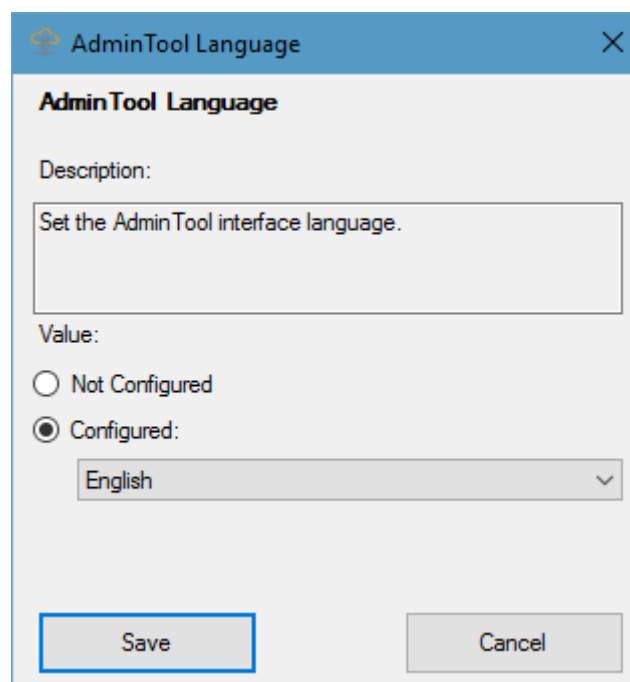 AdminTool Language
AdminTool Language
Description:
Set the AdminTool interface language.
Value:
Not Configured
Configured:
English
Save
Cancel